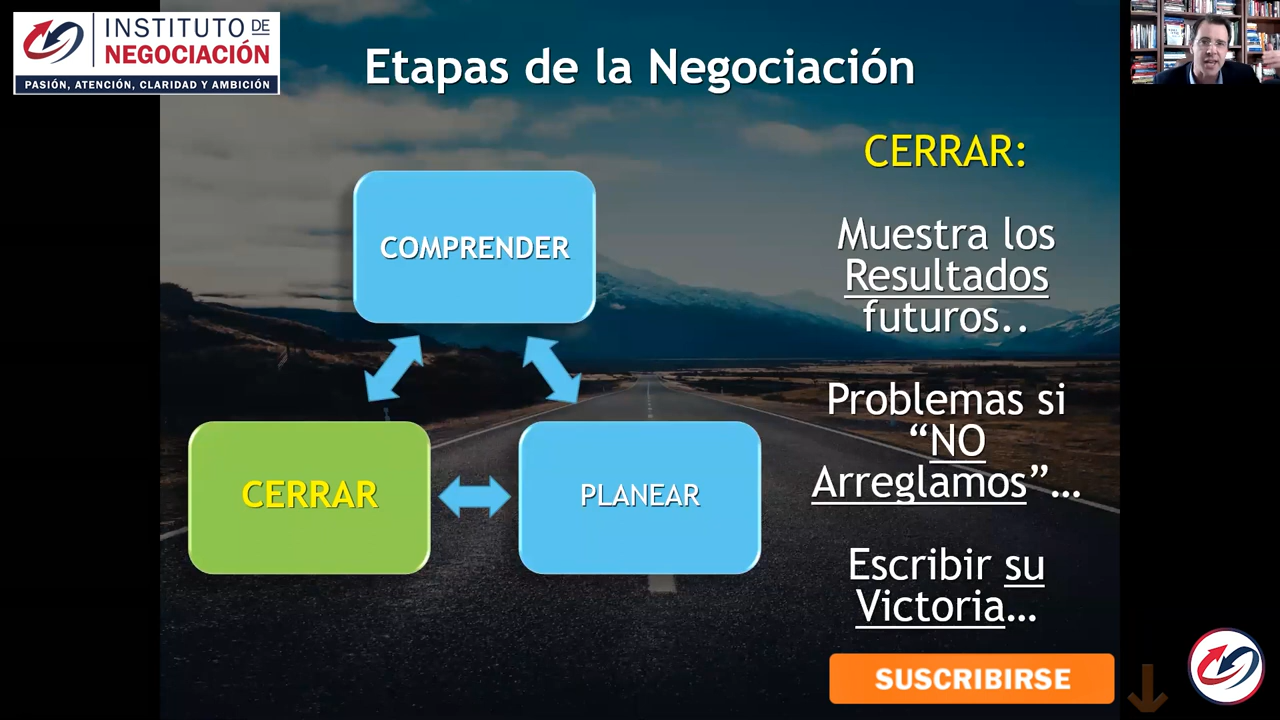 INSTITUTO DE
NEGOCIACIÓN
PASIÓN, ATENCIÓN, CLARIDAD Y AMBICIÓN
Etapas de la Negociación
COMPRENDER
CERRAR
PLANEAR
CERRAR:
Muestra los
Resultados
futuros..
Problemas si
“NO
Arreglamos”…
Escribir su
Victoria…
SUSCRIBIRSE